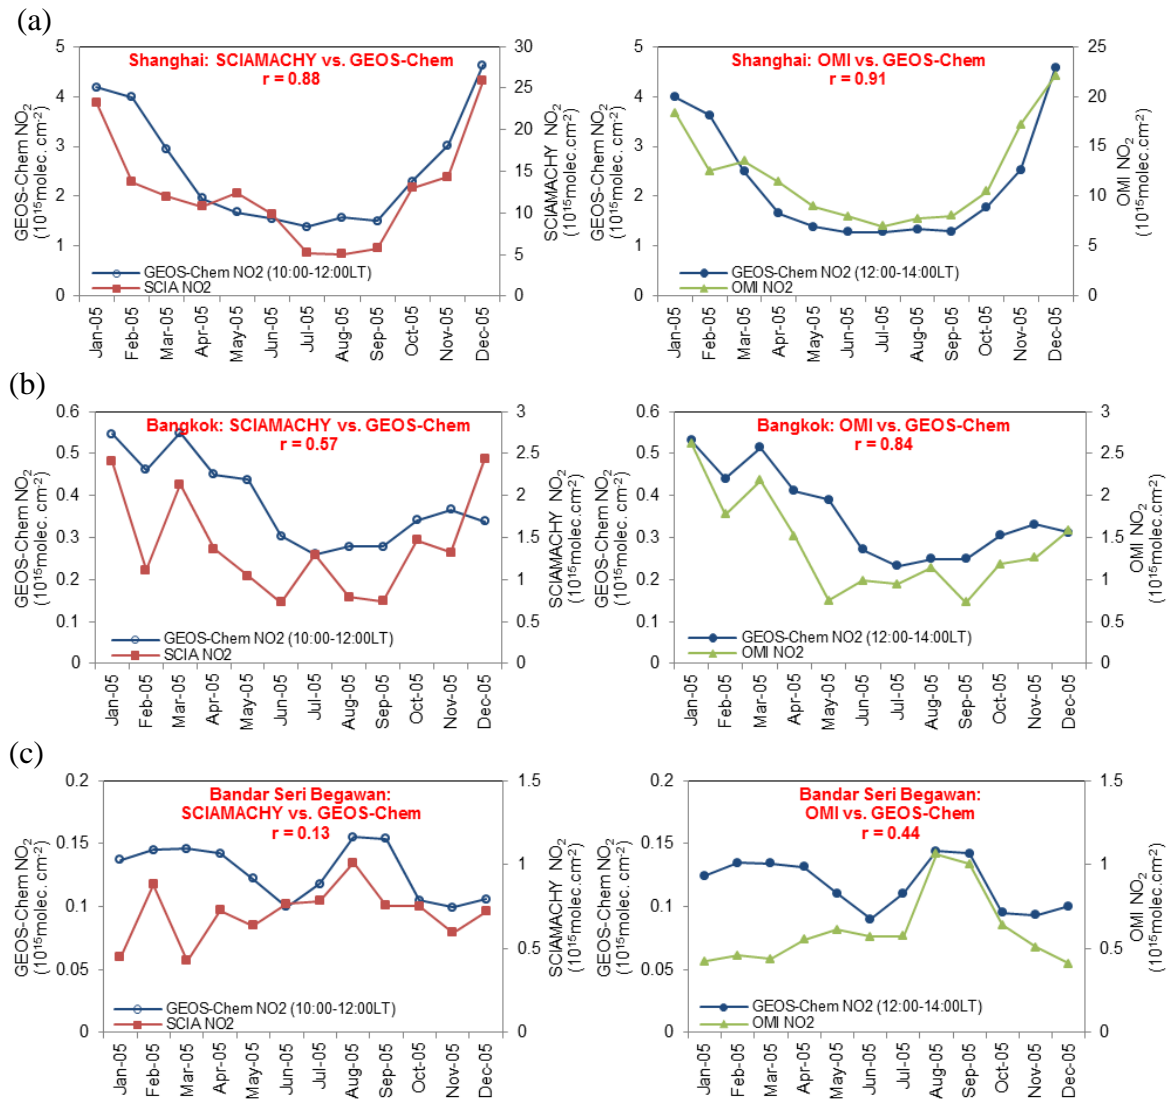 (a)
Shanghai: SCIAMACHY vs. GEOS-Chem
r = 0.88
GEOS-Chem NO2
(10^15molec. cm-2)
5
4
3
2
1
0
30
25
20
15
10
5
0
SCIAMACHY NO2
(10^15molec.cm-2)
GEOS-Chem NO2 (10:00-12:00LT)
SCIA NO2
Jan-05
Feb-05
Mar-05
Apr-05
May-05
Jun-05
Jul-05
Aug-05
Sep-05
Oct-05
Nov-05
Dec-05
Shanghai: OMI vs. GEOS-Chem
r = 0.91
GEOS-Chem NO2
(10^15molec. cm-2)
5
4
3
2
1
0
25
20
15
10
5
0
OMI NO2
(10^15molec.cm-2)
GEOS-Chem NO2 (12:00-14:00LT)
OMI NO2
Jan-05
Feb-05
Mar-05
Apr-05
May-05
Jun-05
Jul-05
Aug-05
Sep-05
Oct-05
Nov-05
Dec-05
(b)
Bangkok: SCIAMACHY vs. GEOS-Chem
r = 0.57
GEOS-Chem NO2
(10^15molec. cm-2)
0.6
0.5
0.4
0.3
0.2
0.1
0
3
2.5
2
1.5
1
0.5
0
SCIAMACHY NO2
(10^15molec.cm-2)
GEOS-Chem NO2 (10:00-12:00LT)
SCIA NO2
Jan-05
Feb-05
Mar-05
Apr-05
May-05
Jun-05
Jul-05
Aug-05
Sep-05
Oct-05
Nov-05
Dec-05
Bangkok: OMI vs. GEOS-Chem
r = 0.84
GEOS-Chem NO2
(10^15molec. cm-2)
0.6
0.5
0.4
0.3
0.2
0.1
0
3
2.5
2
1.5
1
0.5
0
OMI NO2
(10^15molec.cm-2)
GEOS-Chem NO2 (12:00-14:00LT)
OMI NO2
Jan-05
Feb-05
Mar-05
Apr-05
May-05
Jun-05
Jul-05
Aug-05
Sep-05
Oct-05
Nov-05
Dec-05
(c)
Bandar Seri Begawan:
SCIAMACHY vs. GEOS-Chem
r = 0.13
GEOS-Chem NO2
(10^15molec. cm-2)
0.2
0.15
0.1
0.05
0
1.5
1
0.5
0
SCIAMACHY NO2
(10^15molec.cm-2)
GEOS-Chem NO2 (10:00-12:00LT)
SCIA NO2
Jan-05
Feb-05
Mar-05
Apr-05
May-05
Jun-05
Jul-05
Aug-05
Sep-05
Oct-05
Nov-05
Dec-05
Bandar Seri Begawan:
OMI vs. GEOS-Chem
r = 0.44
GEOS-Chem NO2
(10^15molec. cm-2)
0.2
0.15
0.1
0.05
0
1.5
1
0.5
0
OMI NO2
(10^15molec.cm-2)
GEOS-Chem NO2 (12:00-14:00LT)
OMI NO2
Jan-05
Feb-05
Mar-05
Apr-05
May-05
Jun-05
Jul-05
Aug-05
Sep-05
Oct-05
Nov-05
Dec-05